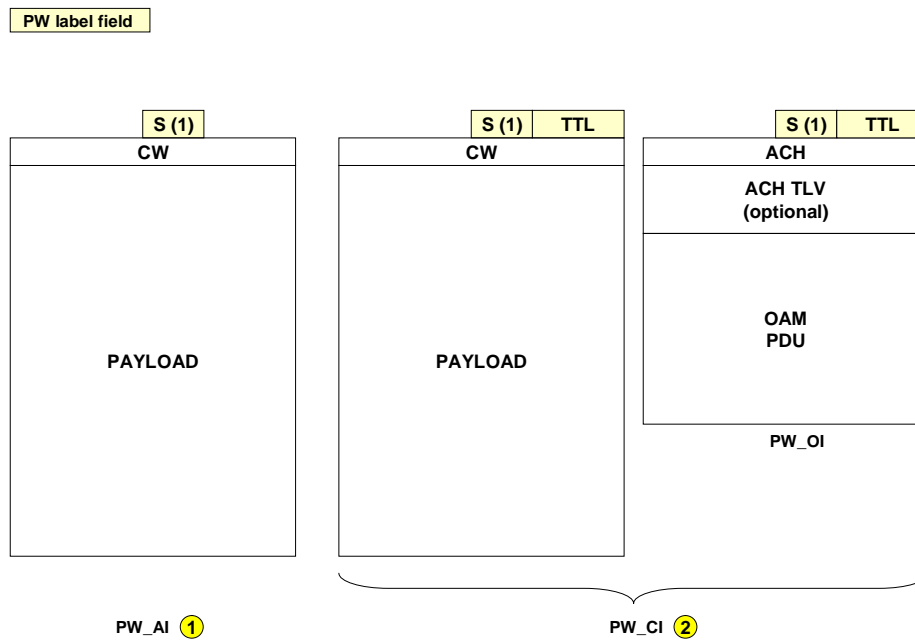 PW label field
S (1)
S (1) TTL
S (1) TTL
CW
CW
ACH
ACH TLV
(optional)
PAYLOAD
PAYLOAD
OAM
PDU
PW_OI
PW_AI 1
PW_CI 2